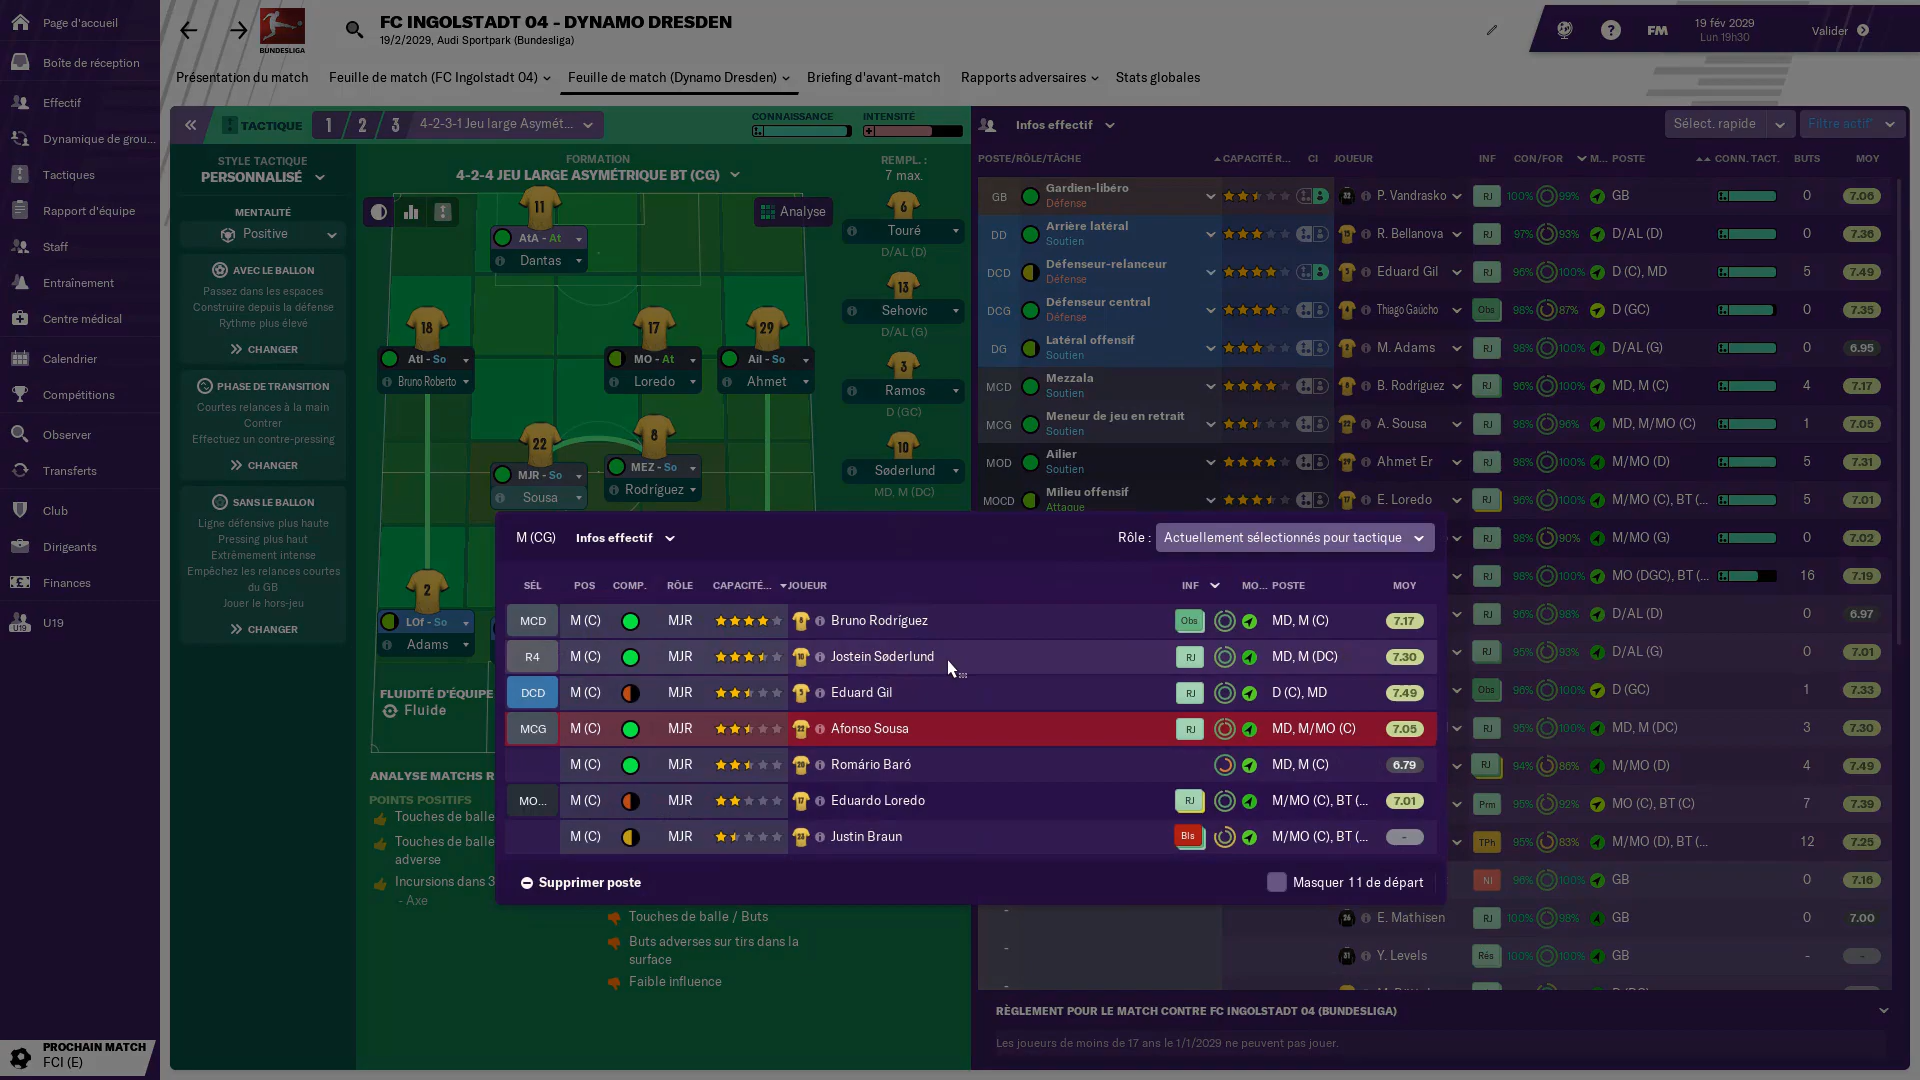 Page d'accueil
Boîte de réception
Effectif
Dynamique de grou...
Tactiques
Rapport d'équipe
Staff
Entraînement
Centre médical
Calendrier
Compétitions
Observer
Transferts
Club
Dirigeants
Finances
U19
PROCHAIN MATCH
FCI (E)
BUNDESLIGA
FC INGOLSTADT 04 - DYNAMO DRESDEN
19/2/2029, Audi Sportpark (Bundesliga)
FM
19 fév 2029
Lun 19h30
Valider
Présentation du match
Feuille de match (FC Ingolstadt 04)
Feuille de match (Dynamo Dresden)
Briefing d'avant-match
Rapports adversaires
Stats globales
TACTIQUE
1 2 3 4-2-3-1 Jeu large Asymét...
CONNAISSANCE
INTENSITÉ
STYLE TACTIQUE
PERSONNALISÉ
MENTALITÉ
Positive
AVEC LE BALLON
Passez dans les espaces
Construire depuis la défense
Rythme plus élevé
CHANGER
PHASE DE TRANSITION
Courtes relances à la main
Contrer
Effectuez un contre-pressing
CHANGER
SANS LE BALLON
Ligne défensive plus haute
Pressing plus haut
Extrêmement intense
Empêchez les relances courtes
du GB
Jouer le hors-jeu
CHANGER
FORMATION
4-2-4 JEU LARGE ASYMÉTRIQUE BT (CG)
Analyse
11
AtA - At
Dantas
18
AtI - So
Bruno Roberto
17
MO - At
Loredo
29
Ail - So
Ahmet
22
MJR - So
Sousa
8
MEZ - So
Rodríguez
2
LOf - So
Adams
REMPL. :
7 max.
6
Touré
D/AL (D)
13
Sehovic
D/AL (G)
3
Ramos
D (GC)
10
Søderlund
MD, M (DC)
FLUIDITÉ D'ÉQUIPE
Fluide
ANALYSE MATCHS R
POINTS POSITIFS
Touches de balle
Touches de balle
adverse
Incursions dans 3
- Axe
Touches de balle / Buts
Buts adverses sur tirs dans la
surface
Faible influence
Infos effectif
Sélect. rapide
Filtre actif
POSTE/RÔLE/TÂCHE CAPACITÉ R... CI JOUEUR INF CON/FOR M... POSTE CONN. TACT. BUTS MOY
GB Gardien-libéro Défense P. Vandrasko RJ 100% 99% GB 0 7.06
DD Arrière latéral Soutien R. Bellanova RJ 97% 93% D/AL (D) 0 7.36
DCD Défenseur-relanceur Défense Eduard Gil RJ 96% 100% D (C), MD 5 7.49
DCG Défenseur central Défense Thiago Gaúcho Obs 98% 87% D (GC) 0 7.35
DG Latéral offensif Soutien M. Adams RJ 98% 100% D/AL (G) 0 6.95
MCD Mezzala Soutien B. Rodríguez RJ 96% 100% MD, M (C) 4 7.17
MCG Meneur de jeu en retrait Soutien A. Sousa RJ 98% 96% MD, M/MO (C) 1 7.05
MOD Ailier Soutien Ahmet Er RJ 98% 100% M/MO (D) 5 7.31
MOCD Milieu offensif Attaque E. Loredo RJ 96% 100% M/MO (C), BT (... 5 7.01
RJ 98% 90% M/MO (G) 0 7.02
RJ 98% 100% MO (DGC), BT (... 16 7.19
RJ 96% 100% D/AL (D) 0 6.97
RJ 95% 100% D/AL (G) 0 7.01
Obs 96% 100% D (GC) 1 7.33
RJ 95% 100% MD, M (DC) 3 7.30
RJ 94% 86% M/MO (D) 4 7.49
Prm 95% 92% MO (C), BT (C) 7 7.39
TPh 95% 83% M/MO (D), BT (... 12 7.25
NI 96% 100% GB 0 7.16
- E. Mathisen RJ 100% 98% GB 0 7.00
- Y. Levels Rés 100% 100% GB - -
M (CG)
Infos effectif
Rôle :
Actuellement sélectionnés pour tactique
SÉL POS COMP. RÔLE CAPACITÉ... JOUEUR INF MO... POSTE MOY
MCD M (C) MJR Bruno Rodríguez Obs MD, M (C) 7.17
R4 M (C) MJR Jostein Søderlund RJ MD, M (DC) 7.30
DCD M (C) MJR Eduard Gil RJ D (C), MD 7.49
MCG M (C) MJR Afonso Sousa RJ MD, M/MO (C) 7.05
M (C) MJR Romário Baró MD, M (C) 6.79
MO... M (C) MJR Eduardo Loredo RJ M/MO (C), BT (... 7.01
M (C) MJR Justin Braun Bls M/MO (C), BT (... -
Supprimer poste
Masquer 11 de départ
RÈGLEMENT POUR LE MATCH CONTRE FC INGOLSTADT 04 (BUNDESLIGA)
Les joueurs de moins de 17 ans le 1/1/2029 ne peuvent pas jouer.